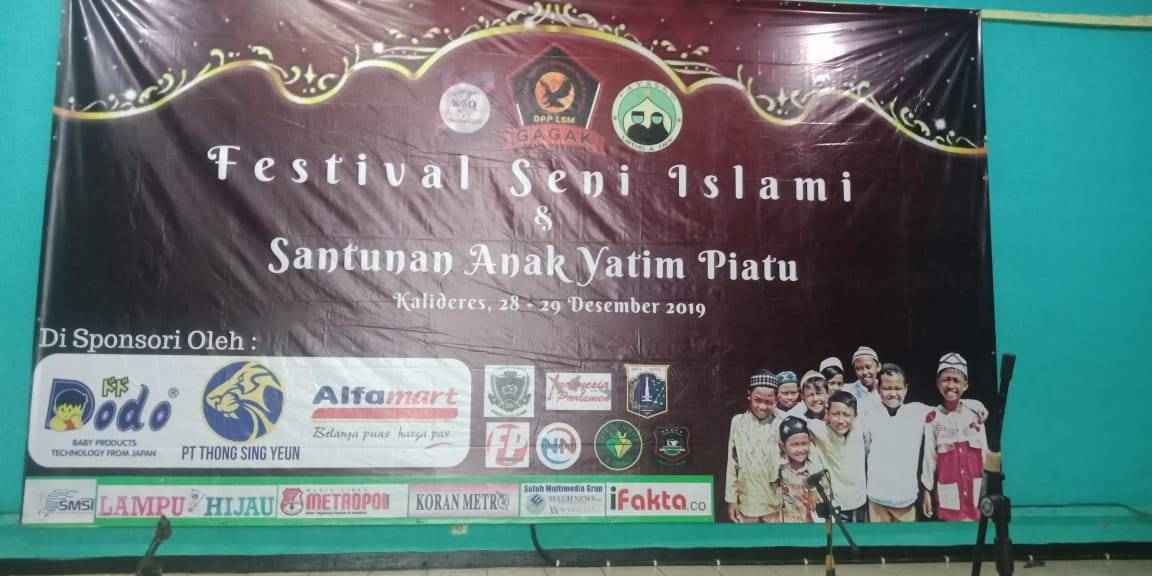 DPP LSM
GAGAK
Festival Seni Islami
&
Santunan Anak Yatim Piatu
Kalideres, 28 - 29 Desember 2019
Di Sponsori Oleh :
Dodo®
BABY PRODUCTS
TECHNOLOGY FROM JAPAN
PT THONG SING YEUN
Alfamart
Belanja puas harga pas
Indonesia
Parlemen
FP
NN
SMSI
LAMPU HIJAU
METROPOL
KORAN METRO
Safuh Multimedia Grup
iFakta.co